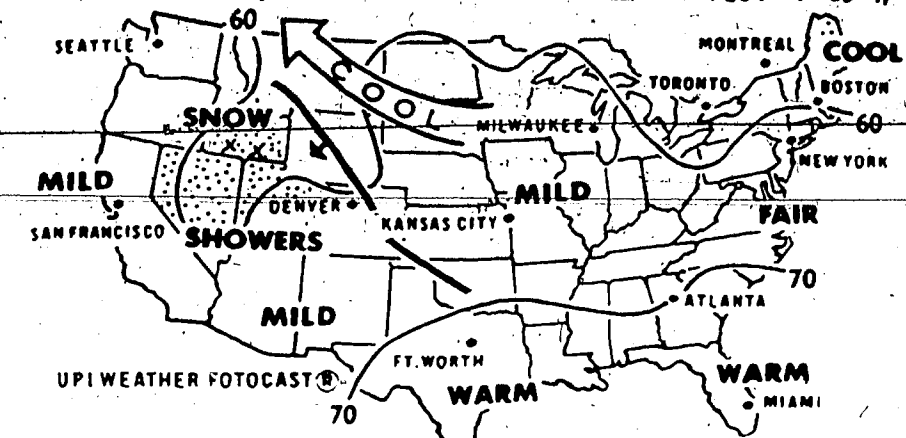 60
SEATTLE
MONTREAL
COOL
COOL
TORONTO
BOSTON
SNOW
MILWAUKEE
60
NEW YORK
MILD
DENVER
MILD
KANSAS CITY
FAIR
SAN FRANCISCO
SHOWERS
70
ATLANTA
MILD
FT. WORTH
UPI WEATHER FOTOCAST ®
WARM
WARM
MIAMI
70